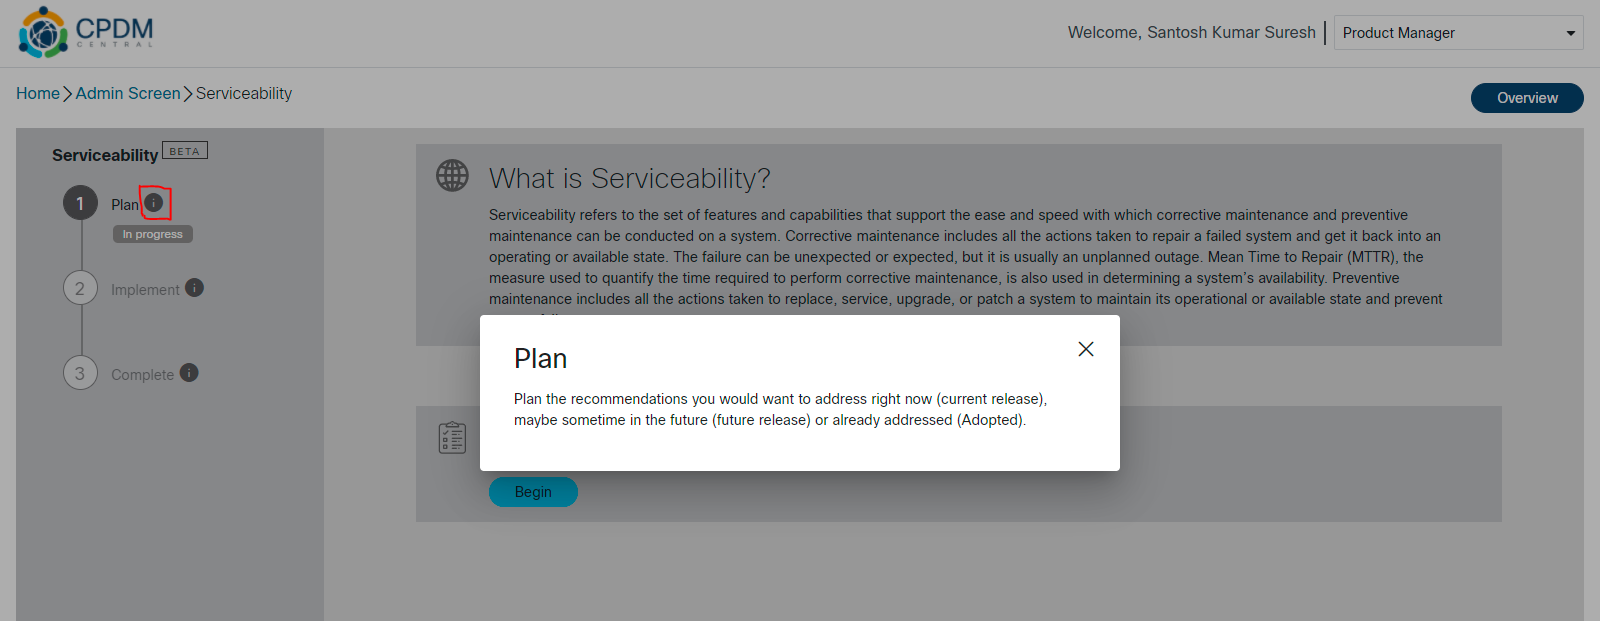 CPDM
CENTRAL
Welcome, Santosh Kumar Suresh
Product Manager
Home > Admin Screen > Serviceability
Overview
Serviceability BETA
1 Plan i
In progress
2 Implement i
3 Complete i
What is Serviceability?
Serviceability refers to the set of features and capabilities that support the ease and speed with which corrective maintenance and preventive
maintenance can be conducted on a system. Corrective maintenance includes all the actions taken to repair a failed system and get it back into an
operating or available state. The failure can be unexpected or expected, but it is usually an unplanned outage. Mean Time to Repair (MTTR), the
measure used to quantify the time required to perform corrective maintenance, is also used in determining a system’s availability. Preventive
maintenance includes all the actions taken to replace, service, upgrade, or patch a system to maintain its operational or available state and prevent
Plan
Plan the recommendations you would want to address right now (current release),
maybe sometime in the future (future release) or already addressed (Adopted).
Begin